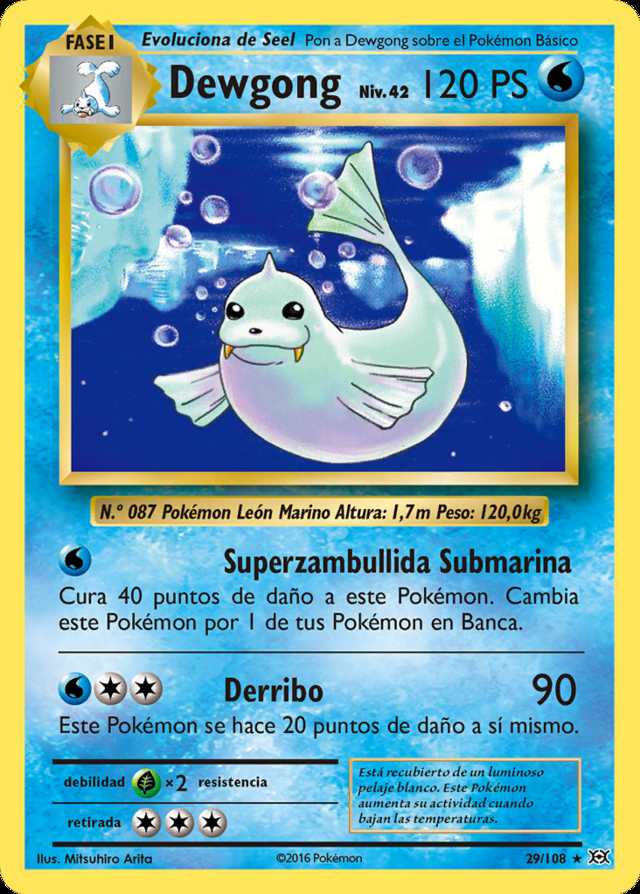 FASE 1
Evoluciona de Seel Pon a Dewgong sobre el Pokémon Básico
Dewgong Niv.42 120 PS
N.º 087 Pokémon León Marino Altura: 1,7m Peso: 120,0kg
Superzambullida Submarina
Cura 40 puntos de daño a este Pokémon. Cambia
este Pokémon por 1 de tus Pokémon en Banca.
Derribo 90
Este Pokémon se hace 20 puntos de daño a sí mismo.
debilidad ×2 resistencia
retirada
Está recubierto de un luminoso
pelaje blanco. Este Pokémon
aumenta su actividad cuando
bajan las temperaturas.
Ilus. Mitsuhiro Arita
©2016 Pokémon
29/108 ★